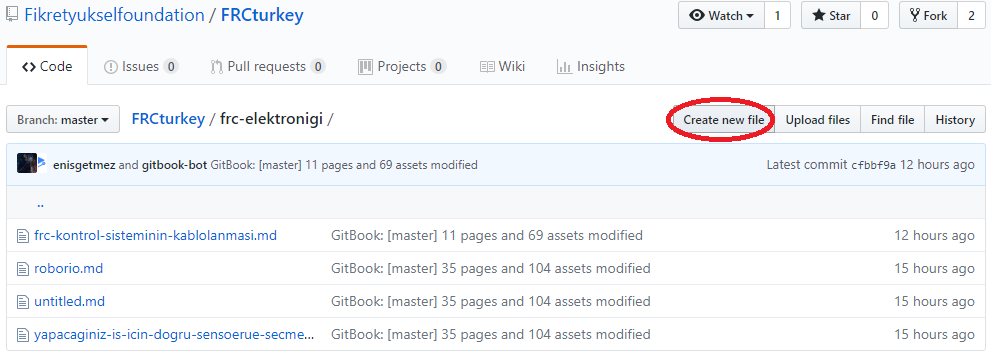 Fikretyukselfoundation / FRCturkey Watch 1 Star 0 Fork 2
Code Issues 0 Pull requests 0 Projects 0 Wiki Insights
Branch: master FRCturkey / frc-elektronigi / Create new file Upload files Find file History
enisgetmez and gitbook-bot GitBook: [master] 11 pages and 69 assets modified Latest commit cfbbf9a 12 hours ago
..
frc-kontrol-sisteminin-kablolanmasi.md GitBook: [master] 11 pages and 69 assets modified 12 hours ago
roborio.md GitBook: [master] 35 pages and 104 assets modified 15 hours ago
untitled.md GitBook: [master] 35 pages and 104 assets modified 15 hours ago
yapacaginiz-is-icin-dogru-sensoerue-secme... GitBook: [master] 35 pages and 104 assets modified 15 hours ago